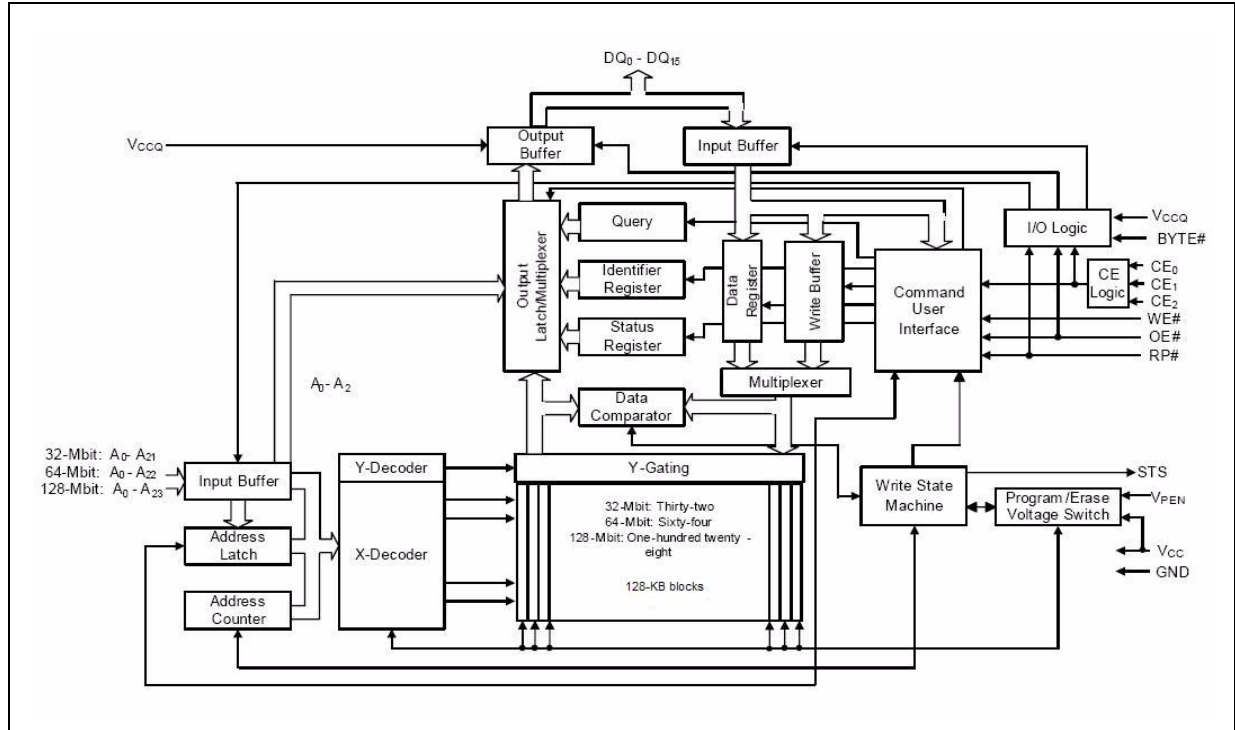 DQ0 - DQ15
VCCQ
Output
Buffer
Input Buffer
Output
Latch/Multiplexer
Query
Identifier
Register
Status
Register
Data
Register
Write Buffer
Command
User
Interface
I/O Logic
VCCQ
BYTE#
CE
Logic
CE0
CE1
CE2
WE#
OE#
RP#
Multiplexer
Data
Comparator
A0- A2
32-Mbit: A0- A21
64-Mbit: A0 - A22
128-Mbit: A0 - A23
Input Buffer
Address
Latch
Address
Counter
Y-Decoder
X-Decoder
Y-Gating
32-Mbit: Thirty-two
64-Mbit: Sixty-four
128-Mbit: One-hundred twenty -
eight
128-KB blocks
Write State
Machine
Program /Erase
Voltage Switch
STS
VPEN
VCC
GND